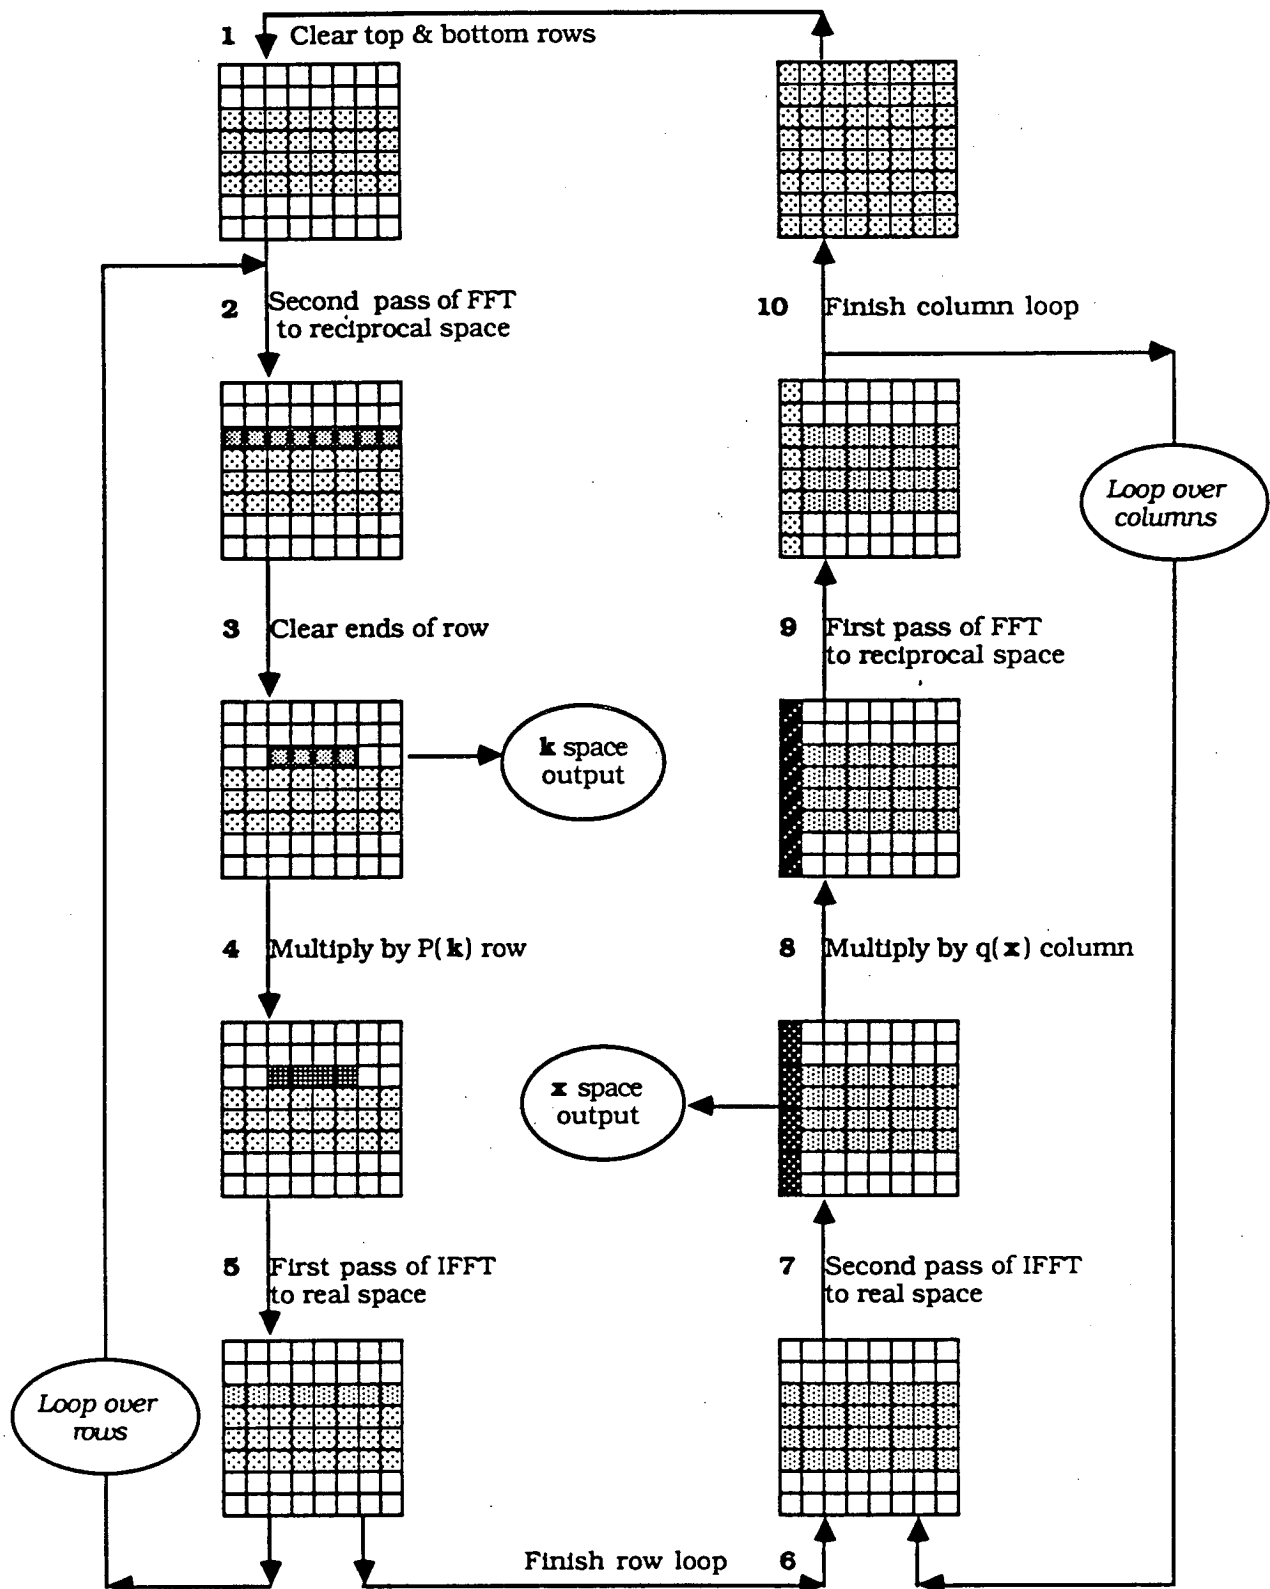 1 Clear top & bottom rows
2 Second pass of FFT
to reciprocal space
3 Clear ends of row
k space
output
4 Multiply by P(k) row
5 First pass of IFFT
to real space
Loop over
rows
Finish row loop 6
7 Second pass of IFFT
to real space
x space
output
8 Multiply by q(x) column
9 First pass of FFT
to reciprocal space
Loop over
columns
10 Finish column loop